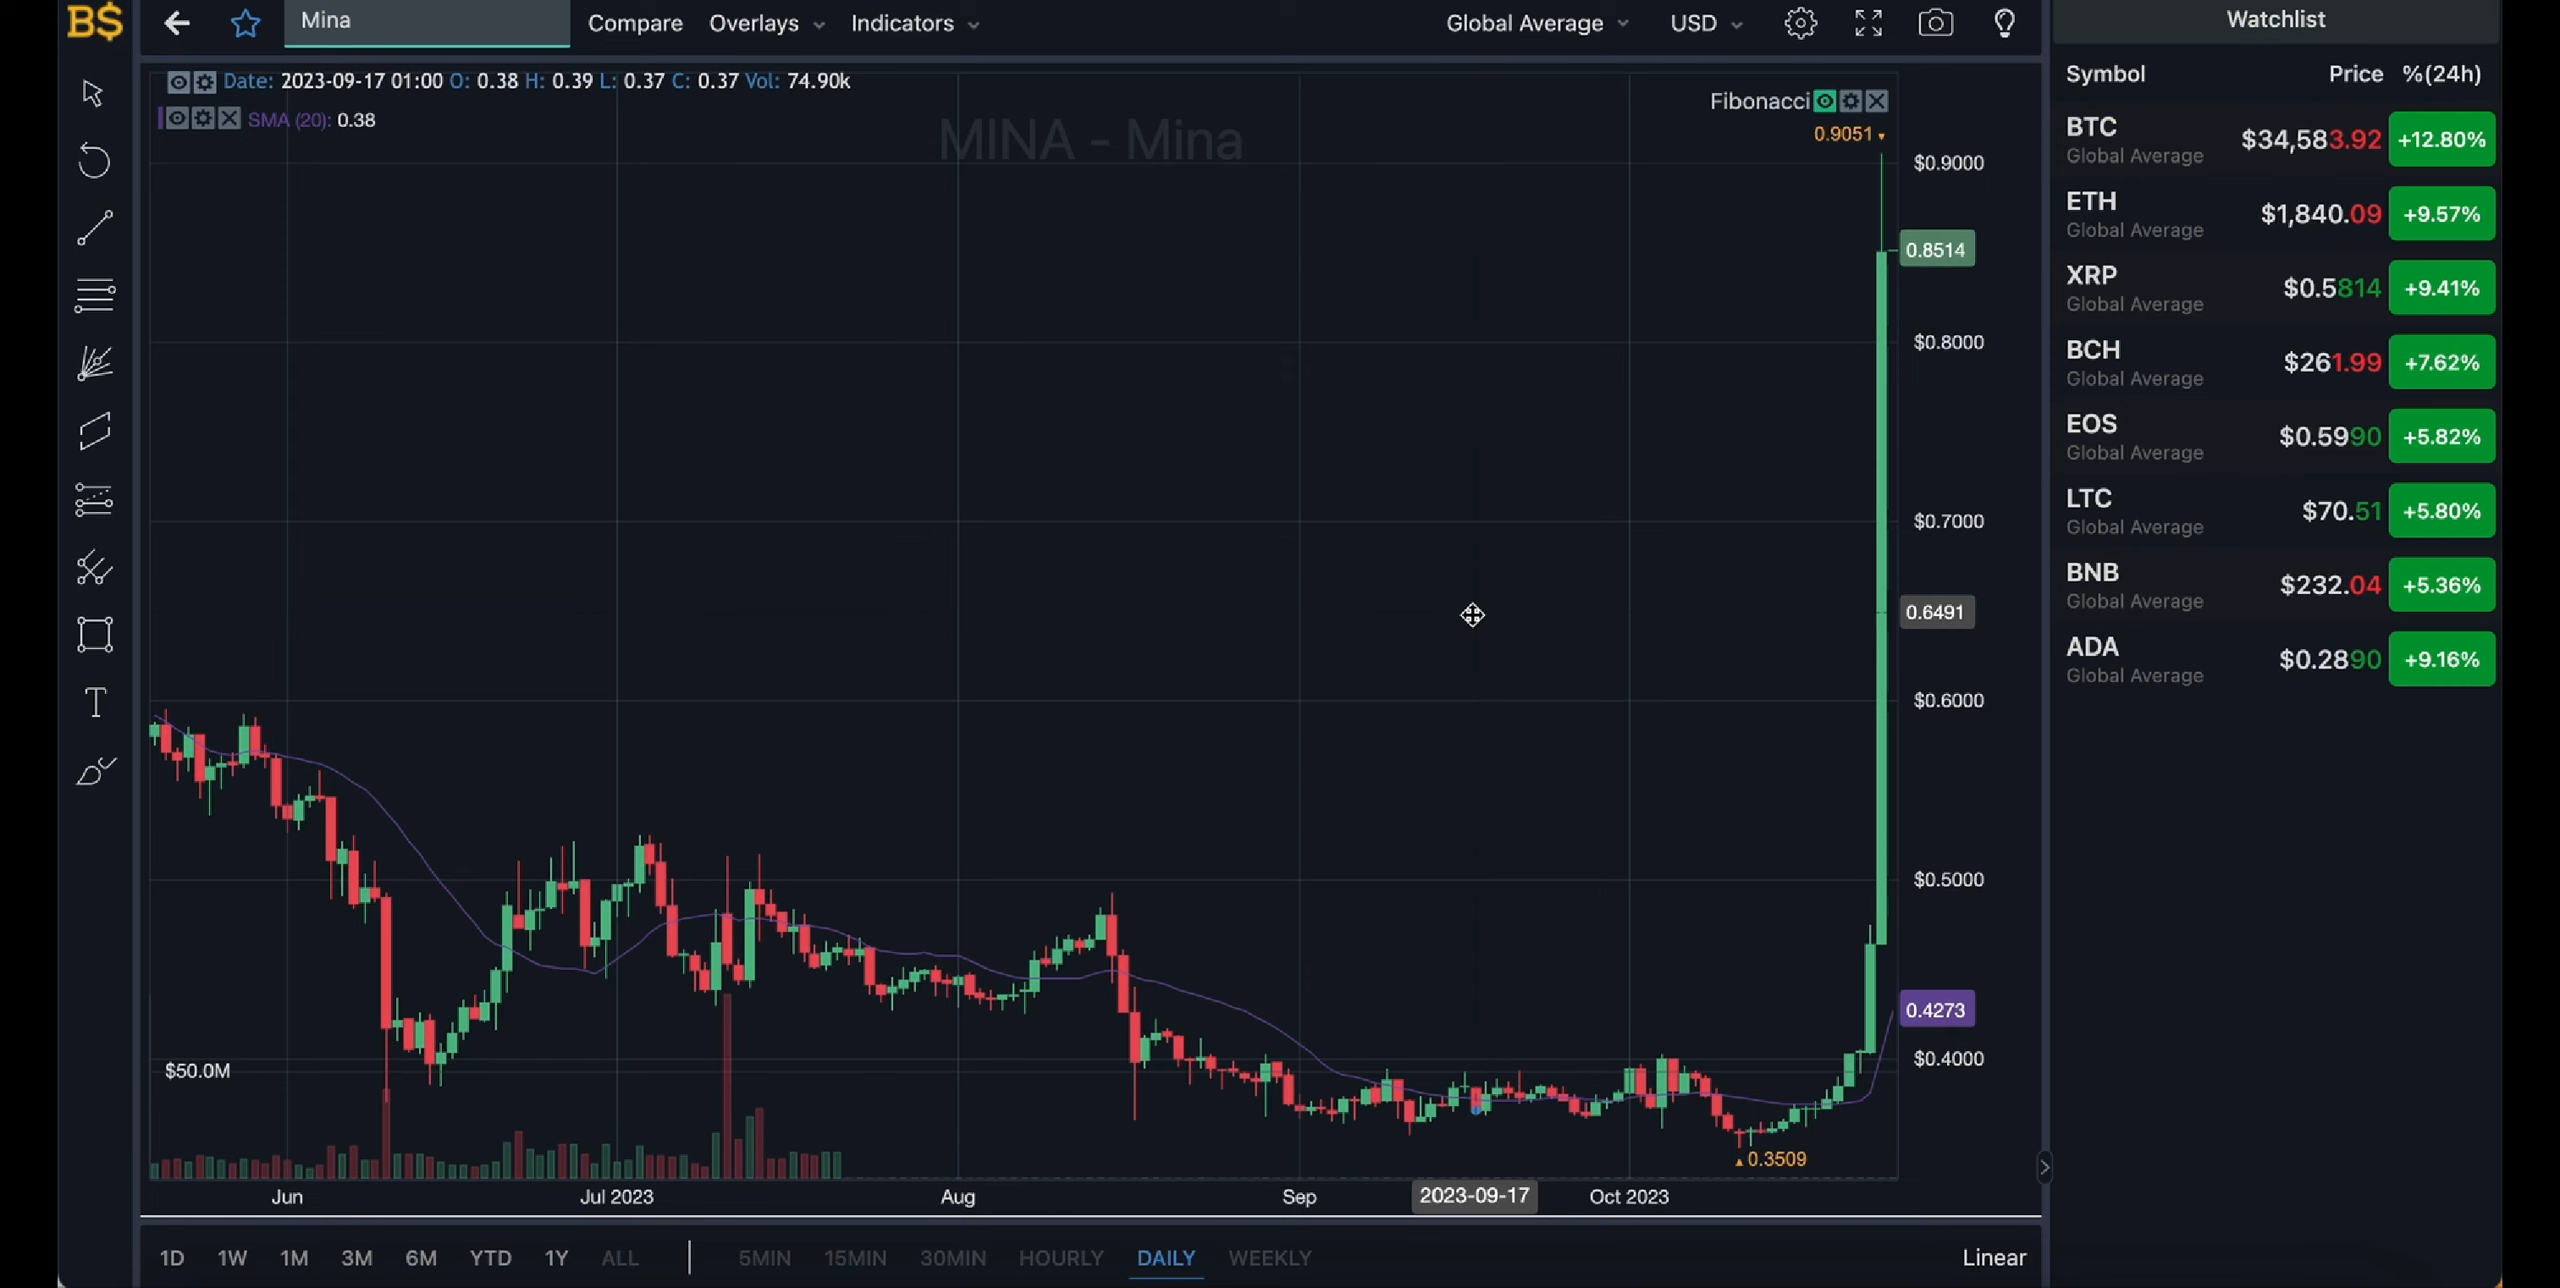 B$
Mina
Compare
Overlays
Indicators
Global Average
USD
Date: 2023-09-17 01:00 O: 0.38 H: 0.39 L: 0.37 C: 0.37 Vol: 74.90k
SMA (20): 0.38
MINA - Mina
Fibonacci
0.9051
$0.9000
0.8514
$0.8000
$0.7000
0.6491
$0.6000
$0.5000
0.4273
$0.4000
$50.0M
0.3509
Jun
Jul 2023
Aug
Sep
2023-09-17
Oct 2023
1D
1W
1M
3M
6M
YTD
1Y
ALL
5MIN
15MIN
30MIN
HOURLY
DAILY
WEEKLY
Linear
Watchlist
Symbol Price %(24h)
BTC $34,583.92 +12.80%
Global Average
ETH $1,840.09 +9.57%
Global Average
XRP $0.5814 +9.41%
Global Average
BCH $261.99 +7.62%
Global Average
EOS $0.5990 +5.82%
Global Average
LTC $70.51 +5.80%
Global Average
BNB $232.04 +5.36%
Global Average
ADA $0.2890 +9.16%
Global Average
T